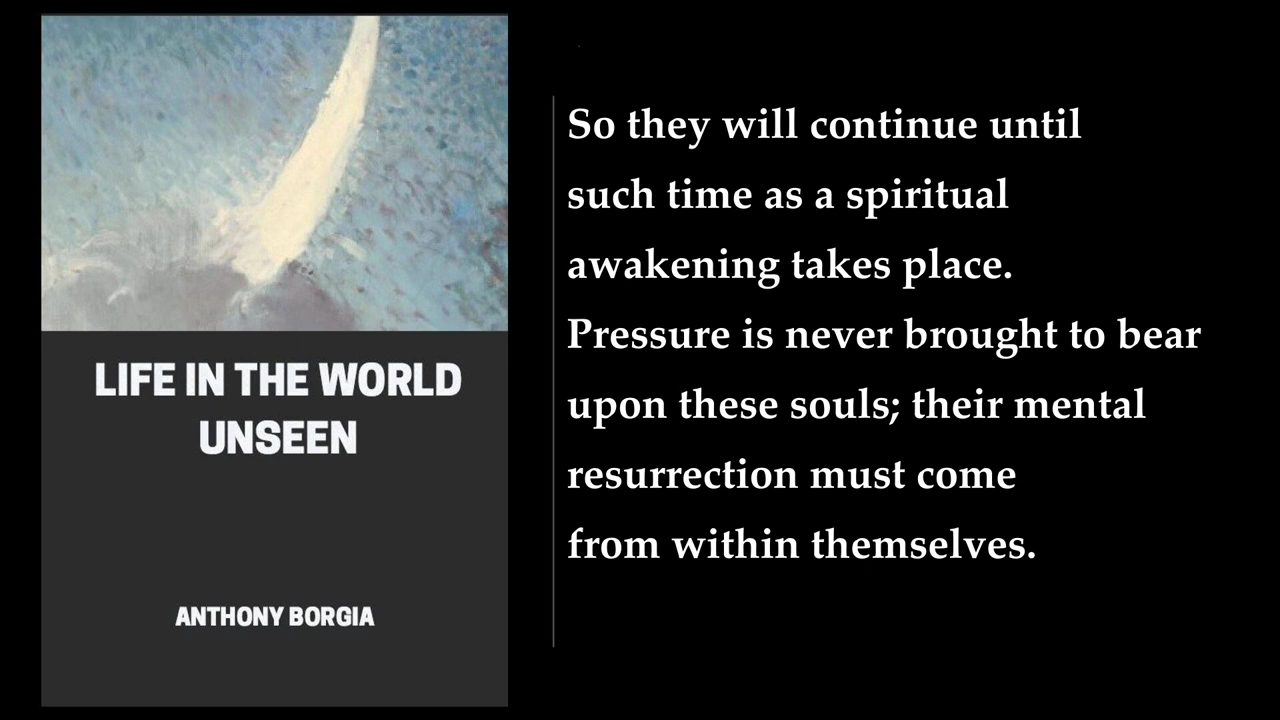 LIFE IN THE WORLD
UNSEEN
ANTHONY BORGIA
So they will continue until
such time as a spiritual
awakening takes place.
Pressure is never brought to bear
upon these souls; their mental
resurrection must come
from within themselves.